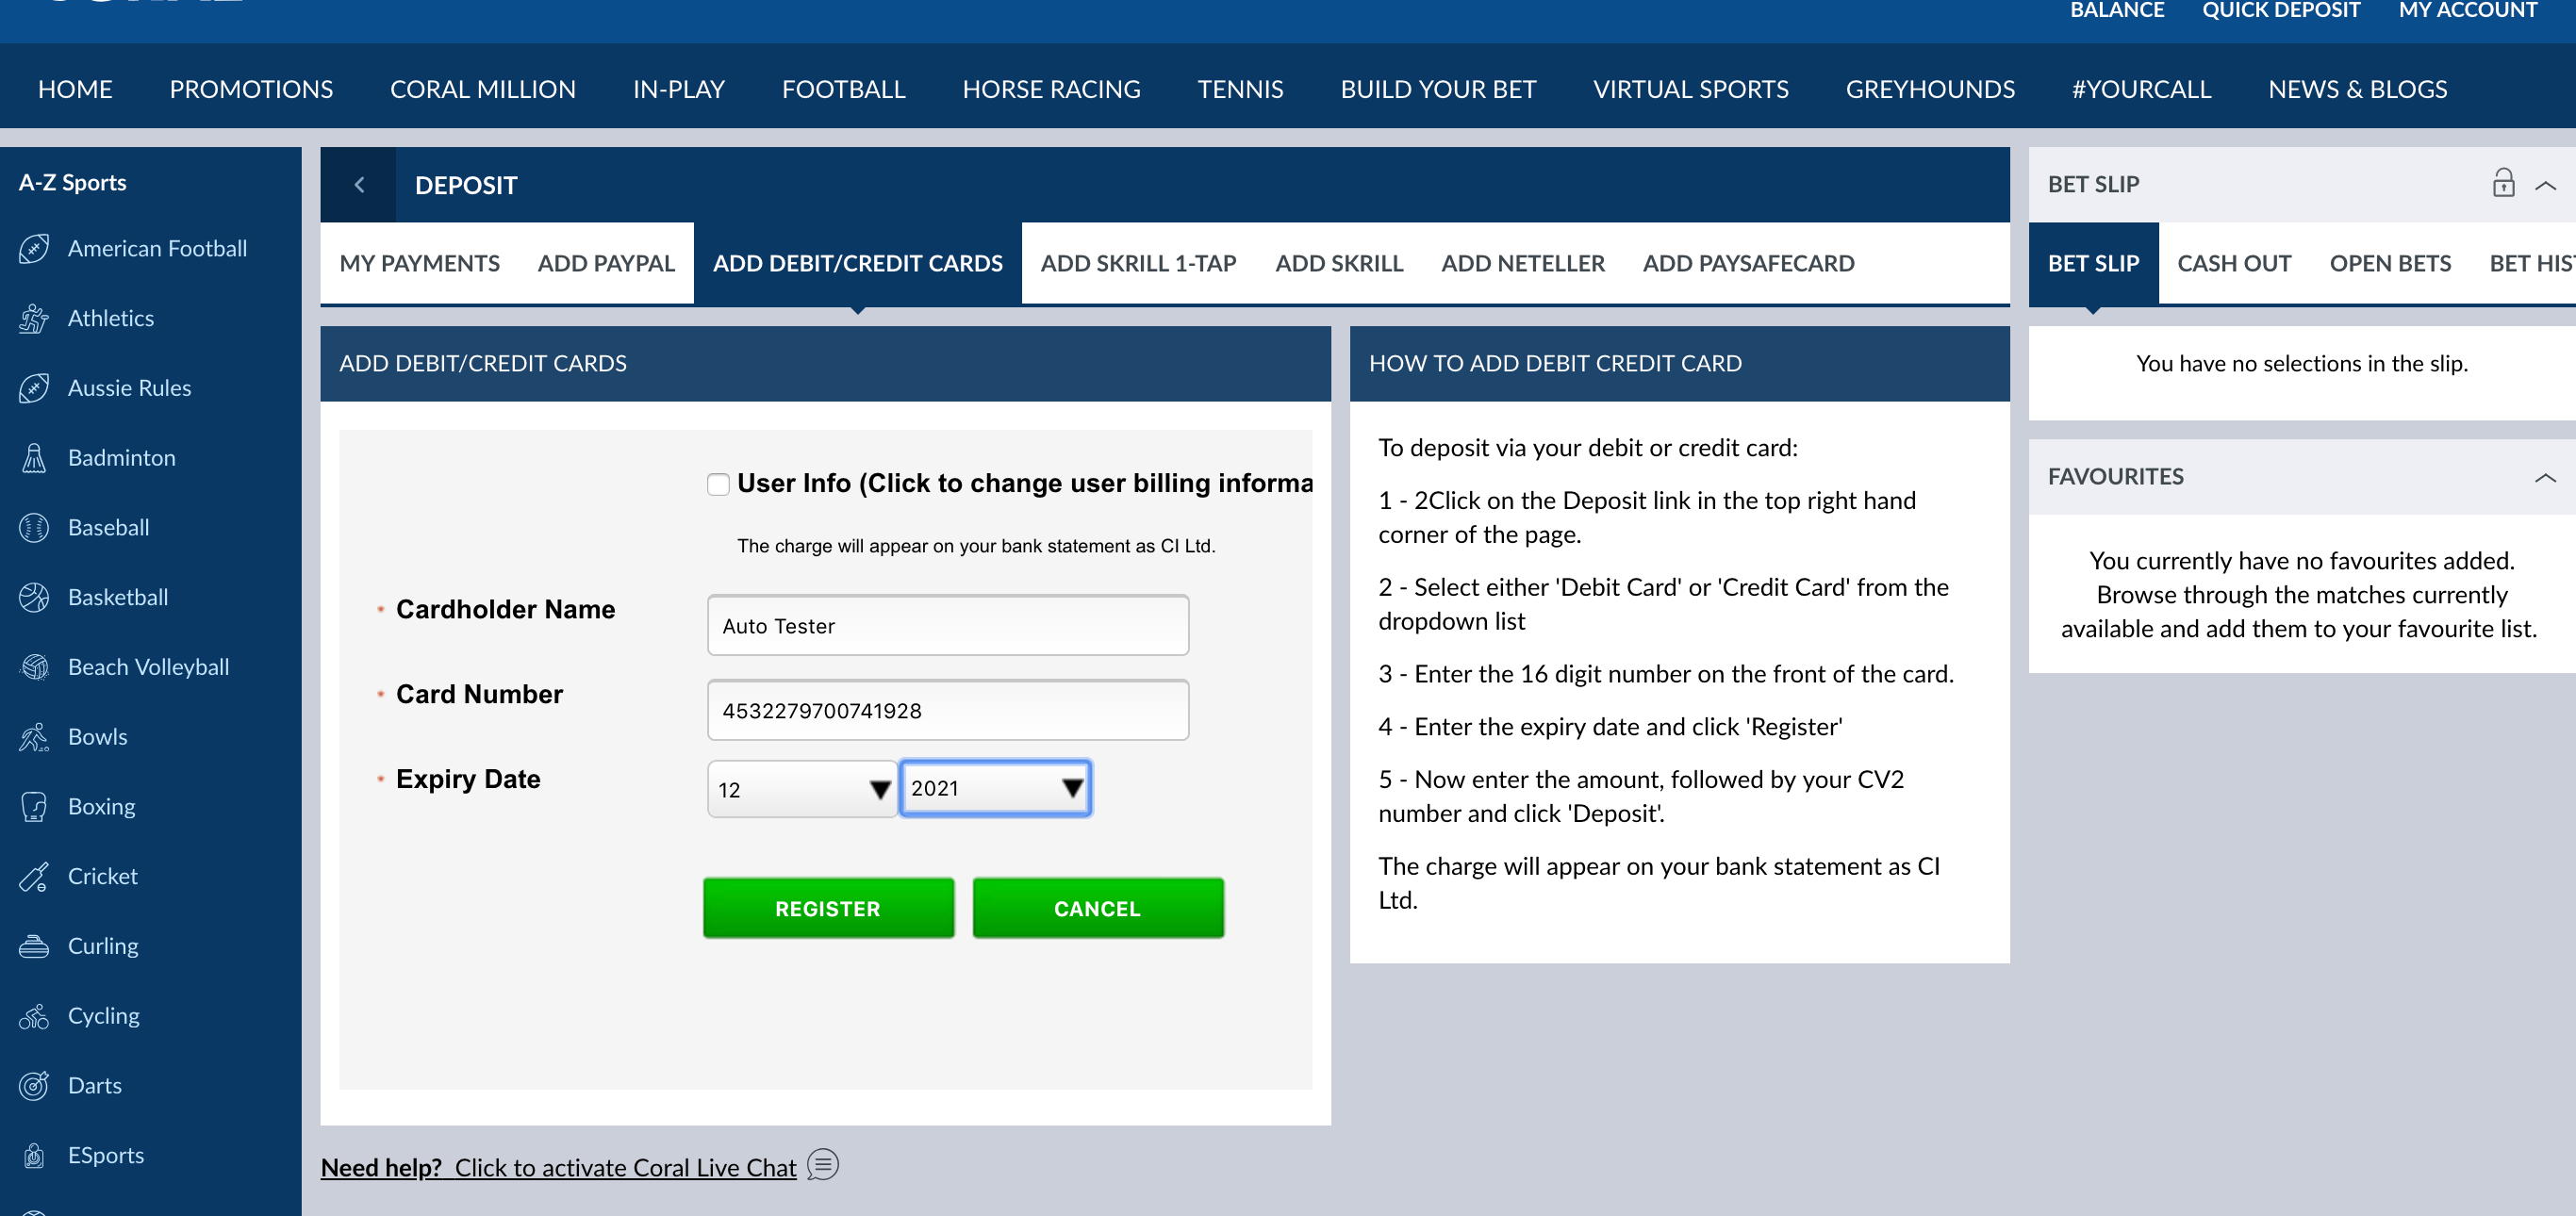 BALANCE QUICK DEPOSIT MY ACCOUNT
HOME PROMOTIONS CORAL MILLION IN-PLAY FOOTBALL HORSE RACING TENNIS BUILD YOUR BET VIRTUAL SPORTS GREYHOUNDS #YOURCALL NEWS & BLOGS
A-Z Sports
American Football
Athletics
Aussie Rules
Badminton
Baseball
Basketball
Beach Volleyball
Bowls
Boxing
Cricket
Curling
Cycling
Darts
ESports
DEPOSIT
MY PAYMENTS ADD PAYPAL ADD DEBIT/CREDIT CARDS ADD SKRILL 1-TAP ADD SKRILL ADD NETELLER ADD PAYSAFECARD
ADD DEBIT/CREDIT CARDS
User Info (Click to change user billing informa
The charge will appear on your bank statement as CI Ltd.
* Cardholder Name Auto Tester
* Card Number 4532279700741928
* Expiry Date 12 2021
REGISTER CANCEL
Need help? Click to activate Coral Live Chat
HOW TO ADD DEBIT CREDIT CARD
To deposit via your debit or credit card:
1 - 2Click on the Deposit link in the top right hand
corner of the page.
2 - Select either 'Debit Card' or 'Credit Card' from the
dropdown list
3 - Enter the 16 digit number on the front of the card.
4 - Enter the expiry date and click 'Register'
5 - Now enter the amount, followed by your CV2
number and click 'Deposit'.
The charge will appear on your bank statement as CI
Ltd.
BET SLIP
BET SLIP CASH OUT OPEN BETS BET HIS
You have no selections in the slip.
FAVOURITES
You currently have no favourites added.
Browse through the matches currently
available and add them to your favourite list.